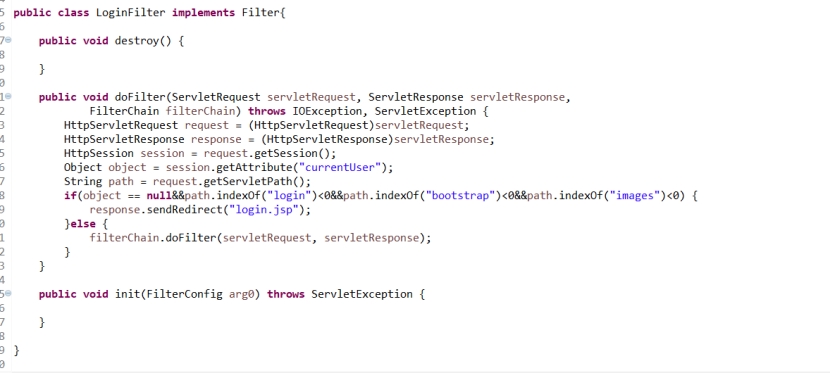 5 public class LoginFilter implements Filter{
6
7 public void destroy() {
8
9 }
0
1 public void doFilter(ServletRequest servletRequest, ServletResponse servletResponse,
2 FilterChain filterChain) throws IOException, ServletException {
3 HttpServletRequest request = (HttpServletRequest)servletRequest;
4 HttpServletResponse response = (HttpServletResponse)servletResponse;
5 HttpSession session = request.getSession();
6 Object object = session.getAttribute("currentUser");
7 String path = request.getServletPath();
8 if(object == null&&path.indexOf("login")<0&&path.indexOf("bootstrap")<0&&path.indexOf("images")<0) {
9 response.sendRedirect("login.jsp");
0 }else {
1 filterChain.doFilter(servletRequest, servletResponse);
2 }
3 }
4
5 public void init(FilterConfig arg0) throws ServletException {
6
7 }
8
9 }
0